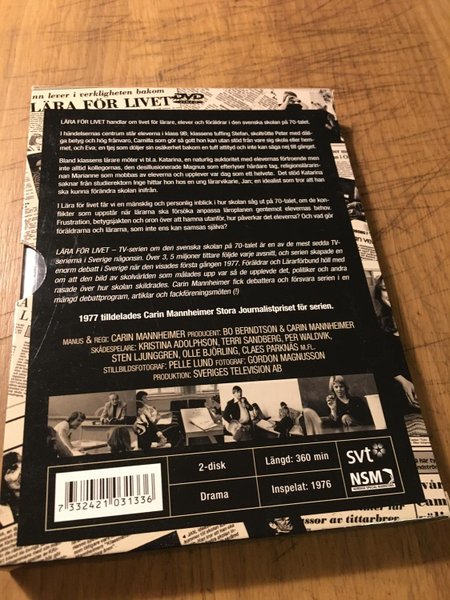 nn lever i verkligheten bakom
LÄRA FÖR LIVET
DVD
LÄRA FÖR LIVET handlar om livet för lärare, elever och föräldrar i den svenska skolan på 70-talet.
I händelsernas centrum står eleverna i klass 9B, klassens tuffing Stefan, skoltrötte Peter med dåliga betyg och hög frånvaro, Camilla som gör så gott hon kan utan stöd från vare sig skola eller hemmet, och Eva, en tjej som döljer sin osäkerhet bakom en tuff attityd och inte kan säga nej till gänget.
Bland klassens lärare möter vi bl.a. Katarina, en naturlig auktoritet med elevernas förtroende men inte alltid kollegornas, den desillusionerade Magnus som efterlyser hårdare tag, religionslärarinnan Marianne som mobbas av eleverna och upplever var dag som ett helvete. Det stöd Katarina saknar från studierektorn Inge hittar hon hos en ung lärarvikarie, Jan; en idealist som tror att han ska kunna förändra skolan inifrån.
I Lära för livet får vi en mänsklig och personlig inblick i hur skolan såg ut på 70-talet, om de konflikter som uppstår när lärarna ska försöka anpassa läroplanen gentemot elevernas behov. Frustration, betygsjakten och oron över att hamna utanför, hur påverkar det eleverna? Och vad gör föräldrarna och lärarna, som inte ens kan samsas själva?
LÄRA FÖR LIVET – TV-serien om den svenska skolan på 70-talet är en av de mest sedda TV-serierna i Sverige någonsin. Över 3, 5 miljoner tittare följde varje avsnitt, och serien skapade en enorm debatt i Sverige när den visades första gången 1977. Föräldrar och Lärarförbund höll med om att den bild av skolvärlden som målades upp var så de upplevde det, politiker och andra rasade över hur skolan skildrades. Carin Mannheimer fick debattera och försvara serien i en mängd debattprogram, artiklar och fackföreningsmöten (!)
1977 tilldelades Carin Mannheimer Stora Journalistpriset för serien.
MANUS & REGI: CARIN MANNHEIMER PRODUCENT: BO BERNDTSON & CARIN MANNHEIMER
SKÅDESPELARE: KRISTINA ADOLPHSON, TERRI SANDBERG, PER WALDVIK,
STEN LJUNGGREN, OLLE BJÖRLING, CLAES PARKNÄS M.FL.
STILLBILDSFOTOGRAF: PELLE LUND FOTOGRAF: GORDON MAGNUSSON
PRODUKTION: SVERIGES TELEVISION AB
2-disk
Längd: 360 min
Drama
Inspelat: 1976
svt
NSM
7 332421 031336
ssor av tittarbrev